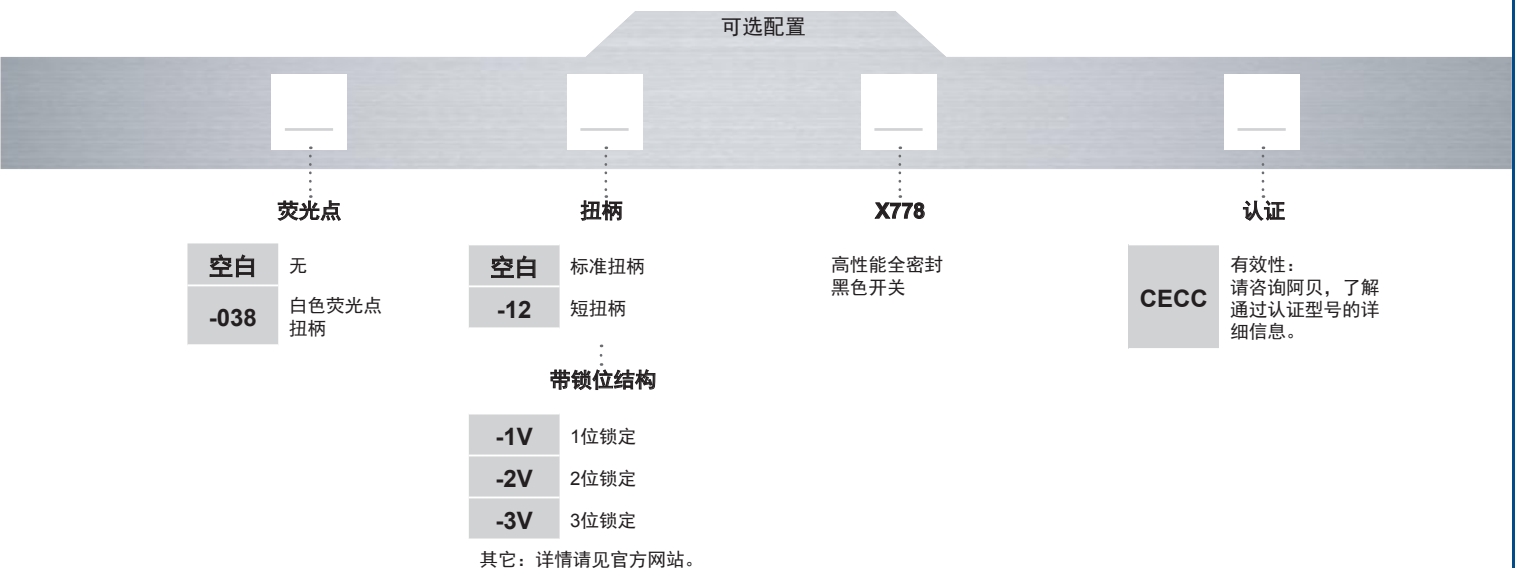 可选配置
荧光点
空白 无
-038 白色荧光点
扭柄
扭柄
空白 标准扭柄
-12 短扭柄
带锁位结构
-1V 1位锁定
-2V 2位锁定
-3V 3位锁定
其它：详情请见官方网站。
X778
高性能全密封
黑色开关
认证
CECC
有效性：
请咨询阿贝，了解
通过认证型号的详
细信息。